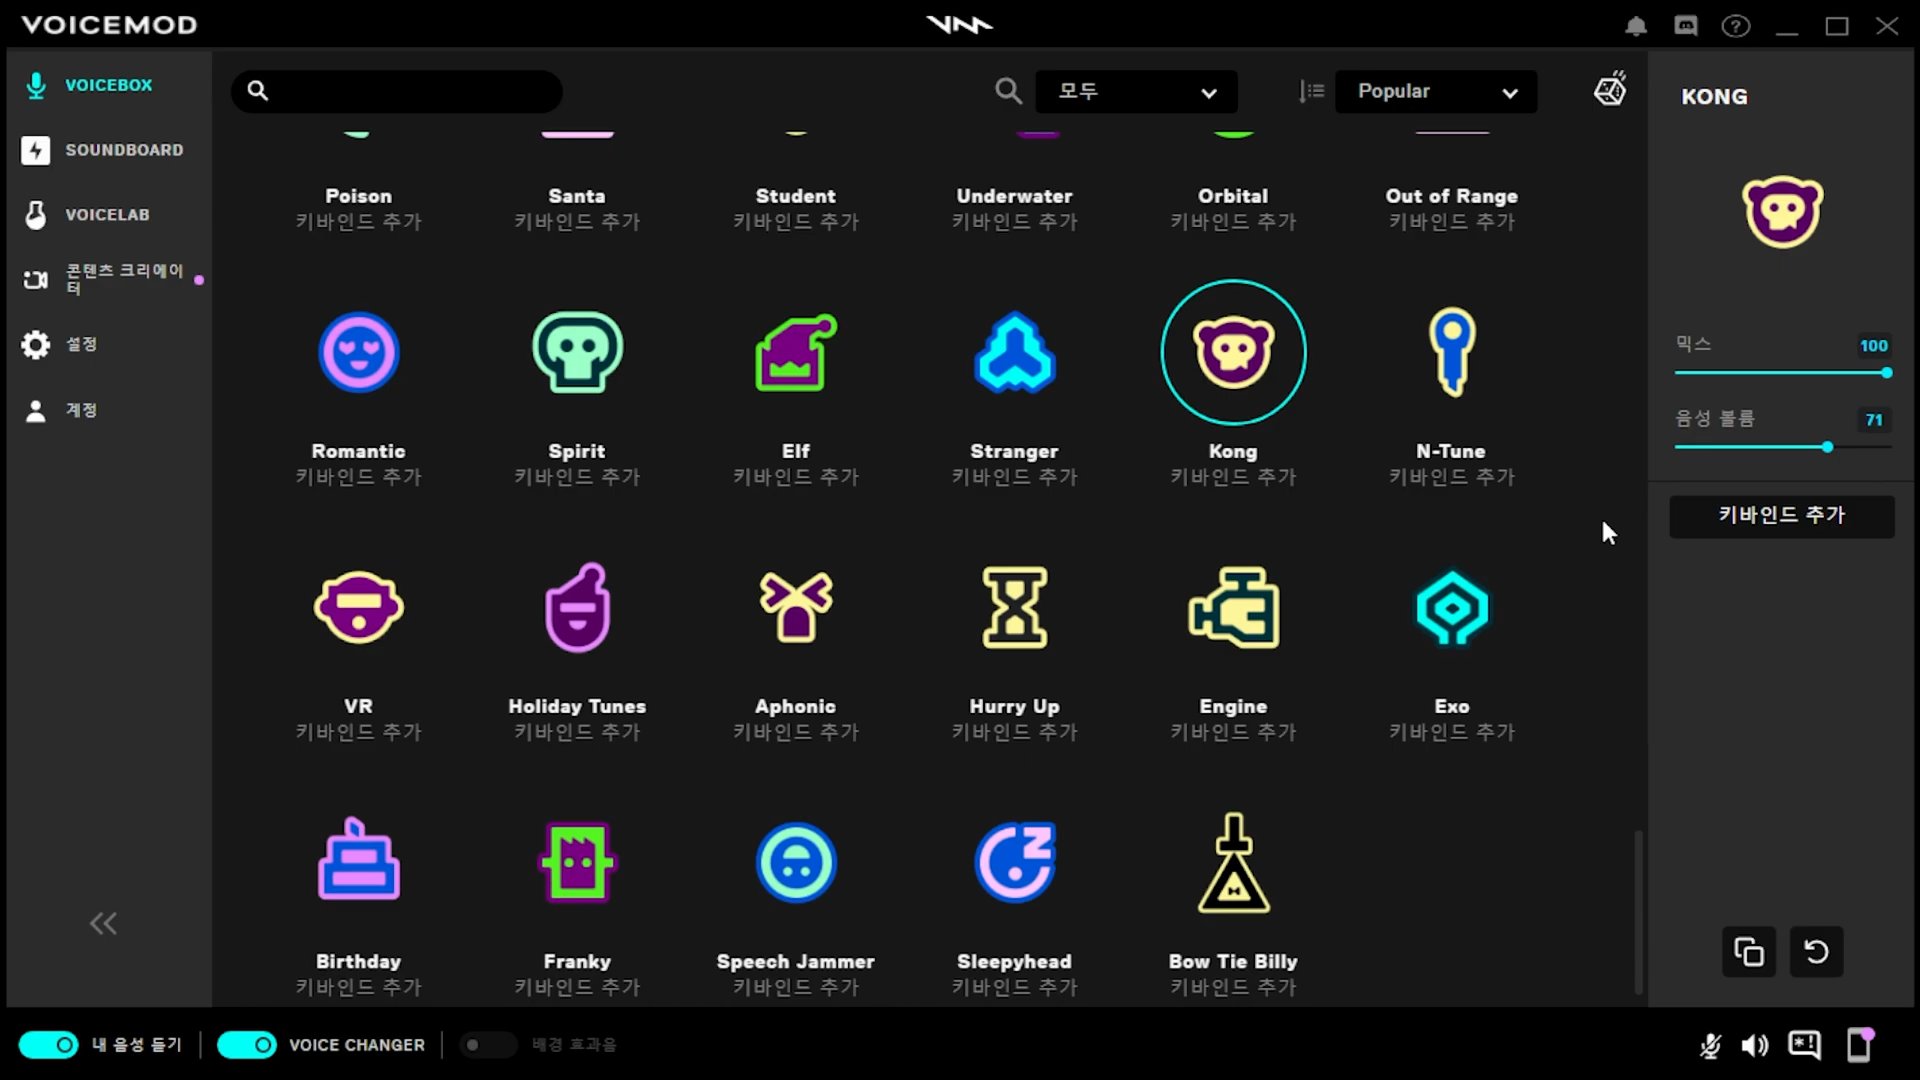 VOICEMOD
VOICEBOX
SOUNDBOARD
VOICELAB
콘텐츠 크리에이
터
설정
계정
모두
Popular
Poison
키바인드 추가
Santa
키바인드 추가
Student
키바인드 추가
Underwater
키바인드 추가
Orbital
키바인드 추가
Out of Range
키바인드 추가
Romantic
키바인드 추가
Spirit
키바인드 추가
Elf
키바인드 추가
Stranger
키바인드 추가
Kong
키바인드 추가
N-Tune
키바인드 추가
VR
키바인드 추가
Holiday Tunes
키바인드 추가
Aphonic
키바인드 추가
Hurry Up
키바인드 추가
Engine
키바인드 추가
Exo
키바인드 추가
Birthday
키바인드 추가
Franky
키바인드 추가
Speech Jammer
키바인드 추가
Sleepyhead
키바인드 추가
Bow Tie Billy
키바인드 추가
KONG
믹스 100
음성 볼륨 71
키바인드 추가
내 음성 듣기
VOICE CHANGER
배경 효과음